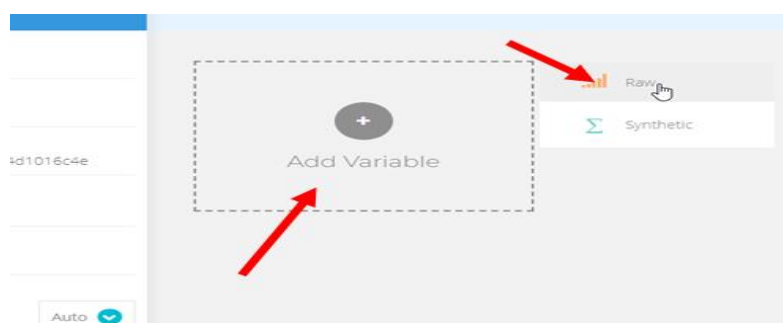 Raw
Synthetic
+
Add Variable
4d1016c4e
Auto